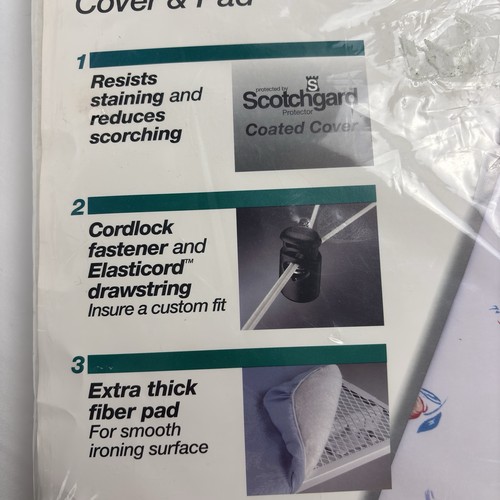 Cover & Pad
1
Resists
staining and
reduces
scorching
protected by
S
Scotchgard
Protector
Coated Cover
2
Cordlock
fastener and
Elasticord™
drawstring
Insure a custom fit
3
Extra thick
fiber pad
For smooth
ironing surface